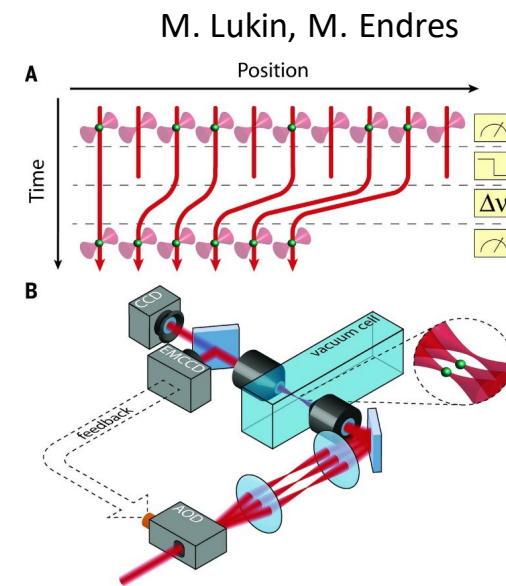 M. Lukin, M. Endres
A
Position
Time
Δν
B
CCD
EMCCD
vacuum cell
feedback
AOD